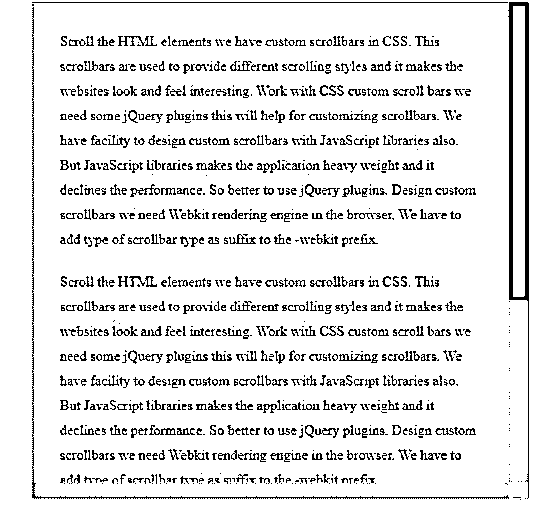 Scroll the HTML elements we have custom scrollbars in CSS. This
scrollbars are used to provide different scrolling styles and it makes the
websites look and feel interesting. Work with CSS custom scroll bars we
need some jQuery plugins this will help for customizing scrollbars. We
have facility to design custom scrollbars with JavaScript libraries also.
But JavaScript libraries makes the application heavy weight and it
declines the performance. So better to use jQuery plugins. Design custom
scrollbars we need Webkit rendering engine in the browser. We have to
add type of scrollbar type as suffix to the -webkit prefix.
Scroll the HTML elements we have custom scrollbars in CSS. This
scrollbars are used to provide different scrolling styles and it makes the
websites look and feel interesting. Work with CSS custom scroll bars we
need some jQuery plugins this will help for customizing scrollbars. We
have facility to design custom scrollbars with JavaScript libraries also.
But JavaScript libraries makes the application heavy weight and it
declines the performance. So better to use jQuery plugins. Design custom
scrollbars we need Webkit rendering engine in the browser. We have to
add type of scrollbar type as suffix to the -webkit prefix.